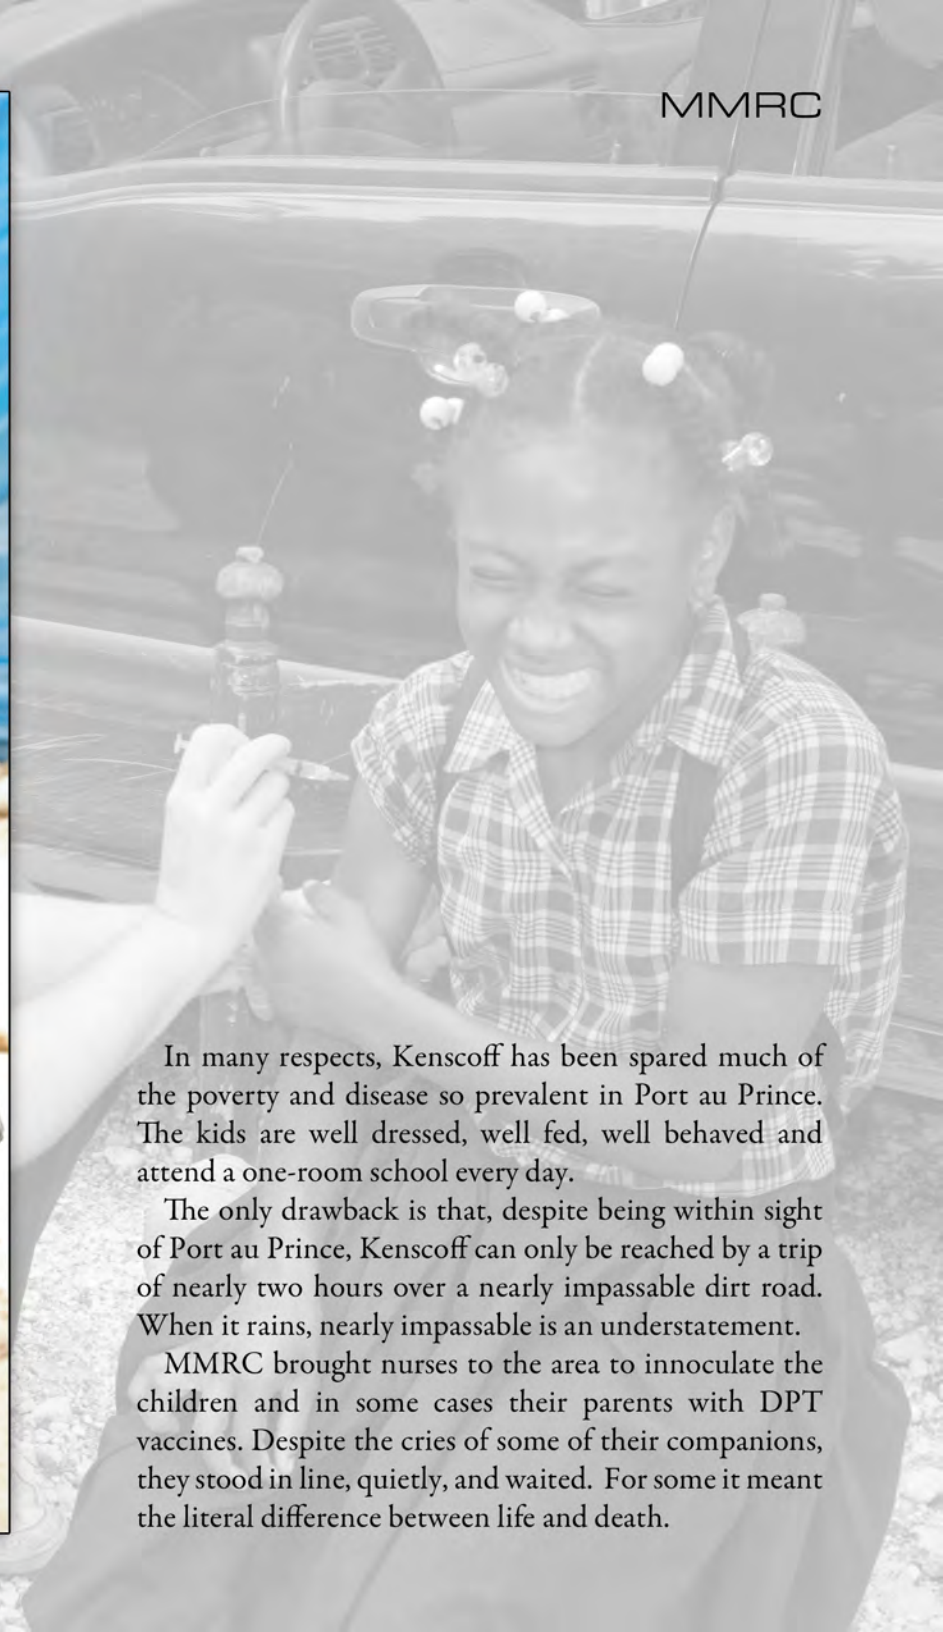 MMRC
In many respects, Kenscoff has been spared much of
the poverty and disease so prevalent in Port au Prince.
The kids are well dressed, well fed, well behaved and
attend a one-room school every day.
The only drawback is that, despite being within sight
of Port au Prince, Kenscoff can only be reached by a trip
of nearly two hours over a nearly impassable dirt road.
When it rains, nearly impassable is an understatement.
MMRC brought nurses to the area to innoculate the
children and in some cases their parents with DPT
vaccines. Despite the cries of some of their companions,
they stood in line, quietly, and waited. For some it meant
the literal difference between life and death.